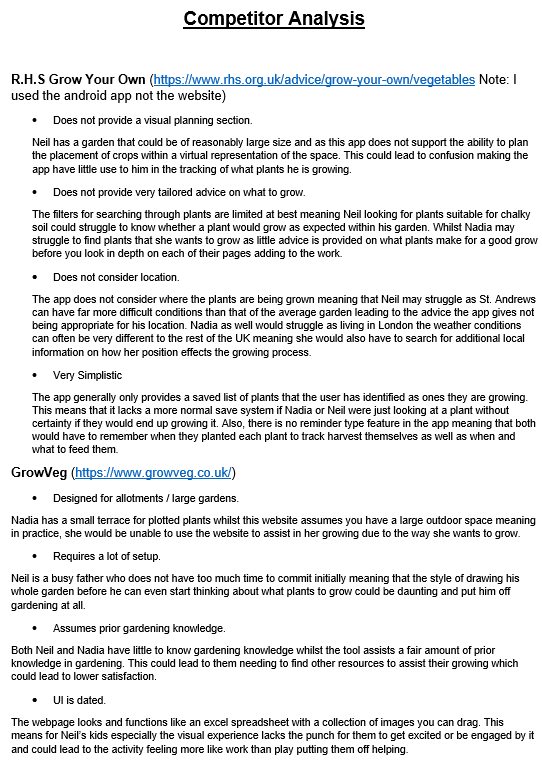 Competitor Analysis
R.H.S Grow Your Own (https://www.rhs.org.uk/advice/grow-your-own/vegetables Note: I
used the android app not the website)
• Does not provide a visual planning section.
Neil has a garden that could be of reasonably large size and as this app does not support the ability to plan
the placement of crops within a virtual representation of the space. This could lead to confusion making the
app have little use to him in the tracking of what plants he is growing.
• Does not provide very tailored advice on what to grow.
The filters for searching through plants are limited at best meaning Neil looking for plants suitable for chalky
soil could struggle to know whether a plant would grow as expected within his garden. Whilst Nadia may
struggle to find plants that she wants to grow as little advice is provided on what plants make for a good grow
before you look in depth on each of their pages adding to the work.
• Does not consider location.
The app does not consider where the plants are being grown meaning that Neil may struggle as St. Andrews
can have far more difficult conditions than that of the average garden leading to the advice the app gives not
being appropriate for his location. Nadia as well would struggle as living in London the weather conditions
can often be very different to the rest of the UK meaning she would also have to search for additional local
information on how her position effects the growing process.
• Very Simplistic
The app generally only provides a saved list of plants that the user has identified as ones they are growing.
This means that it lacks a more normal save system if Nadia or Neil were just looking at a plant without
certainty if they would end up growing it. Also, there is no reminder type feature in the app meaning that both
would have to remember when they planted each plant to track harvest themselves as well as when and
what to feed them.
GrowVeg (https://www.growveg.co.uk/)
• Designed for allotments / large gardens.
Nadia has a small terrace for plotted plants whilst this website assumes you have a large outdoor space meaning
in practice, she would be unable to use the website to assist in her growing due to the way she wants to grow.
• Requires a lot of setup.
Neil is a busy father who does not have too much time to commit initially meaning that the style of drawing his
whole garden before he can even start thinking about what plants to grow could be daunting and put him off
gardening at all.
• Assumes prior gardening knowledge.
Both Neil and Nadia have little to know gardening knowledge whilst the tool assists a fair amount of prior
knowledge in gardening. This could lead to them needing to find other resources to assist their growing which
could lead to lower satisfaction.
• UI is dated.
The webpage looks and functions like an excel spreadsheet with a collection of images you can drag. This
means for Neil's kids especially the visual experience lacks the punch for them to get excited or be engaged by it
and could lead to the activity feeling more like work than play putting them off helping.